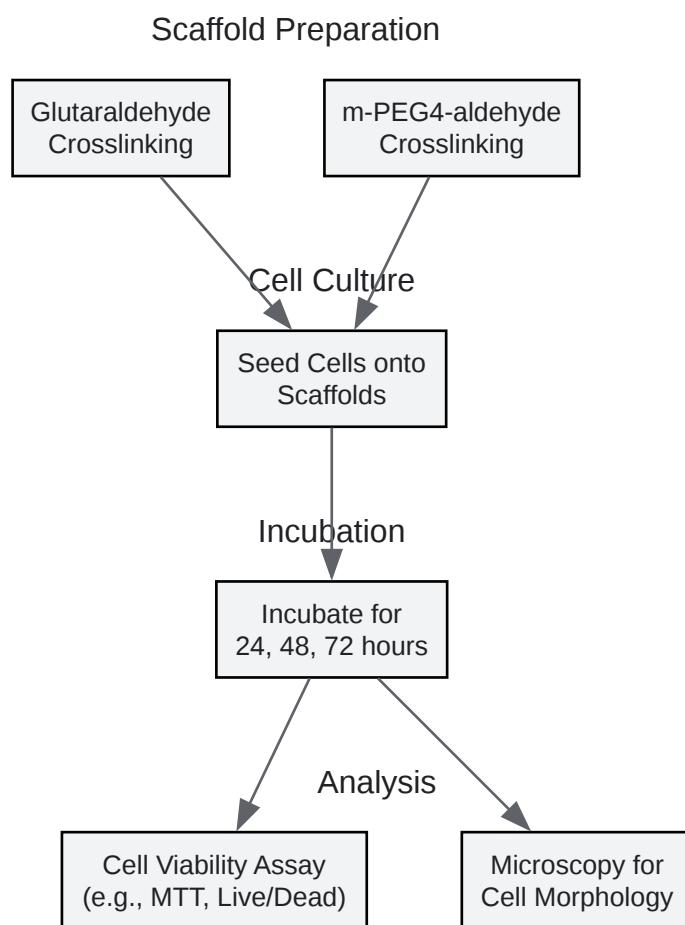 Scaffold Preparation
Glutaraldehyde
Crosslinking
m-PEG4-aldehyde
Crosslinking
Cell Culture
Seed Cells onto
Scaffolds
Incubation
Incubate for
24, 48, 72 hours
Analysis
Cell Viability Assay
(e.g., MTT, Live/Dead)
Microscopy for
Cell Morphology